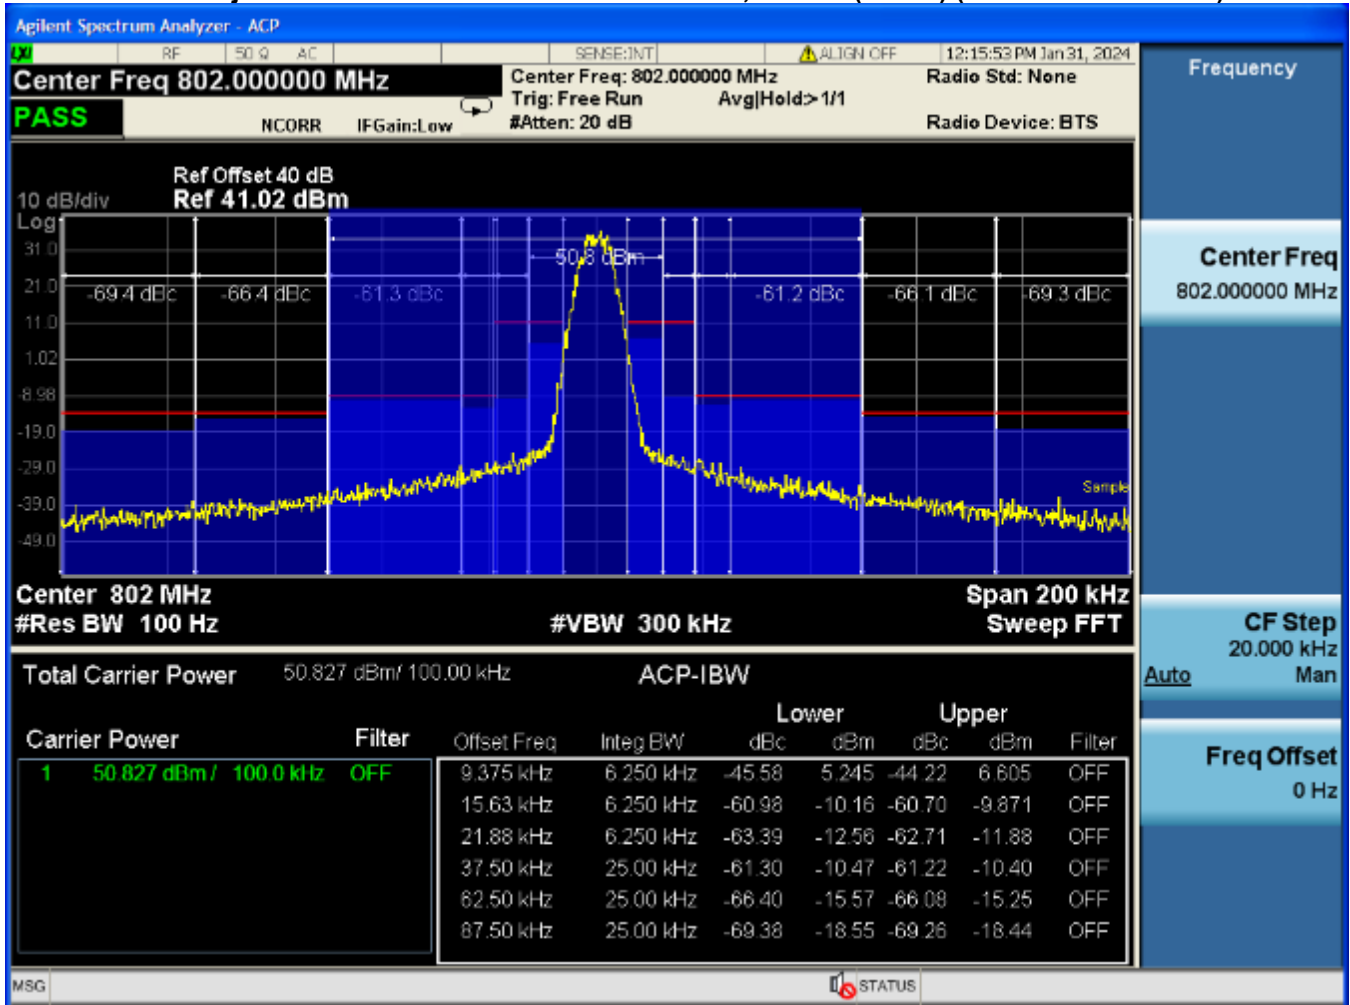 Agilent Spectrum Analyzer - ACP
LXI RF 50 Ω AC SENSE:INT ALIGN OFF 12:15:53 PM Jan 31, 2024
Center Freq 802.000000 MHz
Center Freq: 802.000000 MHz
Radio Std: None
Trig: Free Run Avg|Hold:>1/1
PASS
NCORR IFGain:Low
#Atten: 20 dB
Radio Device: BTS
Ref Offset 40 dB
10 dB/div Ref 41.02 dBm
Log
31.0
50.8 dBm
21.0
-69.4 dBc -66.4 dBc -61.3 dBc -61.2 dBc -66.1 dBc -69.3 dBc
11.0
1.02
-8.98
-19.0
-29.0
Sample
-39.0
-49.0
Center 802 MHz Span 200 kHz
#Res BW 100 Hz #VBW 300 kHz Sweep FFT
Total Carrier Power 50.827 dBm/ 100.00 kHz ACP-IBW
Lower Upper
Carrier Power Filter Offset Freq Integ BW dBc dBm dBc dBm Filter
1 50.827 dBm / 100.0 kHz OFF 9.375 kHz 6.250 kHz -45.58 5.245 -44.22 6.605 OFF
15.63 kHz 6.250 kHz -60.98 -10.16 -60.70 -9.871 OFF
21.88 kHz 6.250 kHz -63.39 -12.56 -62.71 -11.88 OFF
37.50 kHz 25.00 kHz -61.30 -10.47 -61.22 -10.40 OFF
62.50 kHz 25.00 kHz -66.40 -15.57 -66.08 -15.25 OFF
87.50 kHz 25.00 kHz -69.38 -18.55 -69.26 -18.44 OFF
MSG STATUS
Frequency
Center Freq
802.000000 MHz
CF Step
20.000 kHz
Auto Man
Freq Offset
0 Hz